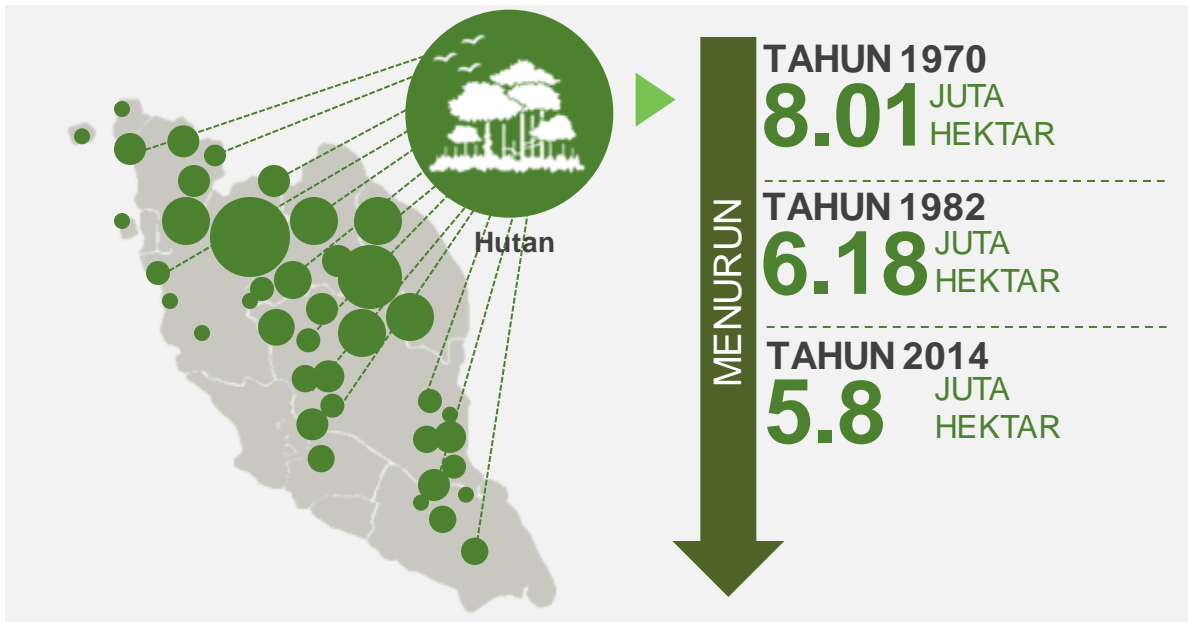 Hutan
MENURUN
TAHUN 1970
8.01 JUTA
HEKTAR
TAHUN 1982
6.18 JUTA
HEKTAR
TAHUN 2014
5.8 JUTA
HEKTAR